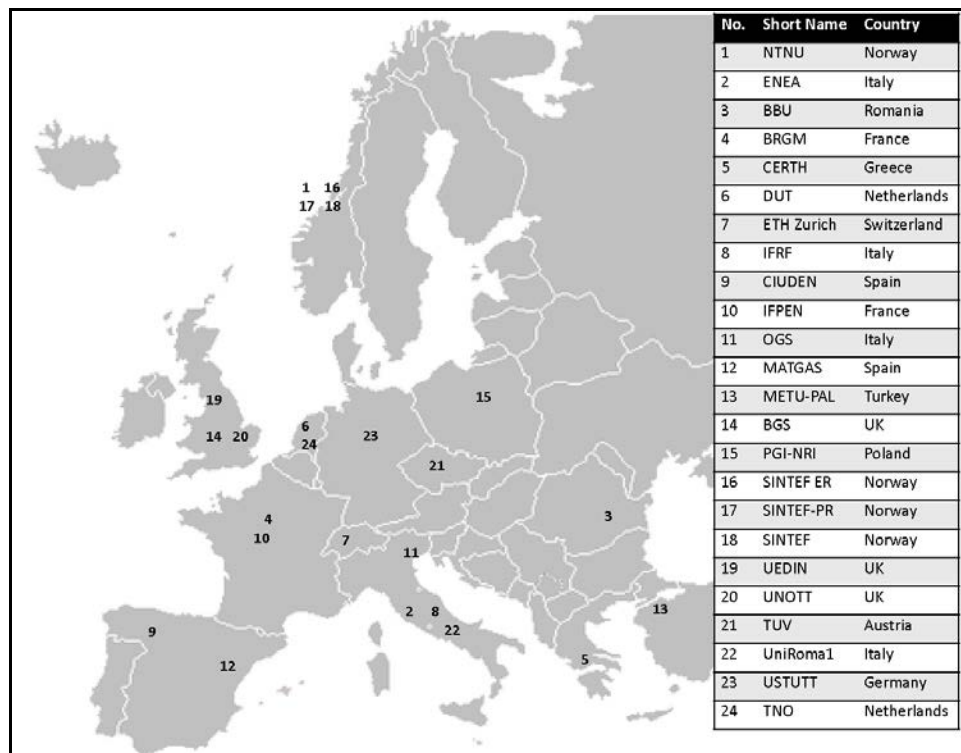 No. Short Name Country
1 NTNU Norway
2 ENEA Italy
3 BBU Romania
4 BRGM France
5 CERTH Greece
6 DUT Netherlands
7 ETH Zurich Switzerland
8 IFRF Italy
9 CIUDEN Spain
10 IFPEN France
11 OGS Italy
12 MATGAS Spain
13 METU-PAL Turkey
14 BGS UK
15 PGI-NRI Poland
16 SINTEF ER Norway
17 SINTEF-PR Norway
18 SINTEF Norway
19 UEDIN UK
20 UNOTT UK
21 TUV Austria
22 UniRoma1 Italy
23 USTUTT Germany
24 TNO Netherlands
1 16
17 18
19
15
6
14 20
23
24
21
4
3
10
7
11
2 8
13
22
9
5
12